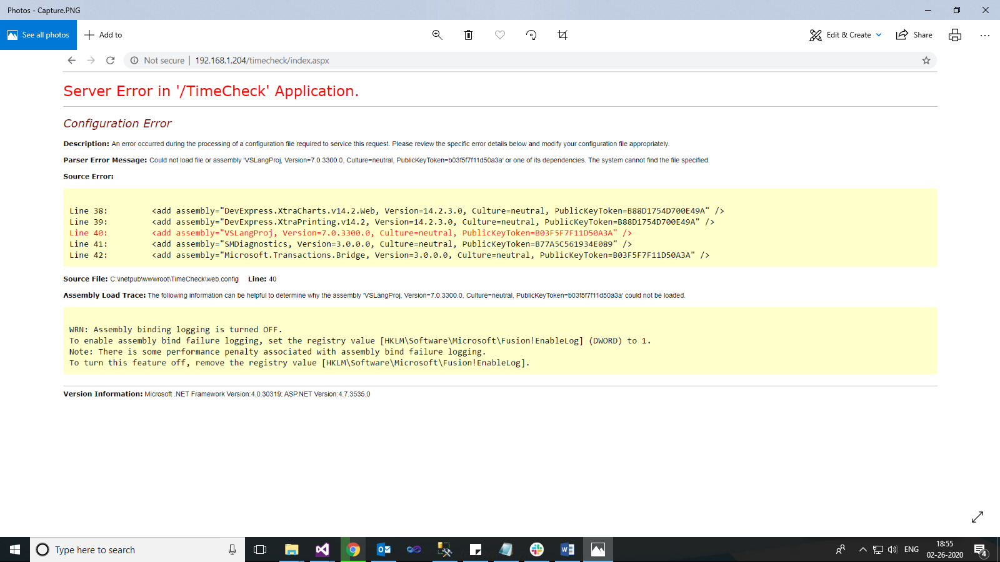 Photos - Capture.PNG
See all photos
Add to
Edit & Create
Share
Not secure | 192.168.1.204/timecheck/index.aspx
Server Error in '/TimeCheck' Application.
Configuration Error
Description: An error occurred during the processing of a configuration file required to service this request. Please review the specific error details below and modify your configuration file appropriately.
Parser Error Message: Could not load file or assembly 'VSLangProj, Version=7.0.3300.0, Culture=neutral, PublicKeyToken=b03f5f7f11d50a3a' or one of its dependencies. The system cannot find the file specified.
Source Error:
Line 38:         <add assembly="DevExpress.XtraCharts.v14.2.Web, Version=14.2.3.0, Culture=neutral, PublicKeyToken=B88D1754D700E49A" />
Line 39:         <add assembly="DevExpress.XtraPrinting.v14.2, Version=14.2.3.0, Culture=neutral, PublicKeyToken=B88D1754D700E49A" />
Line 40:         <add assembly="VSLangProj, Version=7.0.3300.0, Culture=neutral, PublicKeyToken=B03F5F7F11D50A3A" />
Line 41:         <add assembly="SMDiagnostics, Version=3.0.0.0, Culture=neutral, PublicKeyToken=B77A5C561934E089" />
Line 42:         <add assembly="Microsoft.Transactions.Bridge, Version=3.0.0.0, Culture=neutral, PublicKeyToken=B03F5F7F11D50A3A" />
Source File: C:\inetpub\wwwroot\TimeCheck\web.config    Line: 40
Assembly Load Trace: The following information can be helpful to determine why the assembly 'VSLangProj, Version=7.0.3300.0, Culture=neutral, PublicKeyToken=b03f5f7f11d50a3a' could not be loaded.
WRN: Assembly binding logging is turned OFF.
To enable assembly bind failure logging, set the registry value [HKLM\Software\Microsoft\Fusion!EnableLog] (DWORD) to 1.
Note: There is some performance penalty associated with assembly bind failure logging.
To turn this feature off, remove the registry value [HKLM\Software\Microsoft\Fusion!EnableLog].
Version Information: Microsoft .NET Framework Version:4.0.30319; ASP.NET Version:4.7.3535.0
Type here to search
ENG
18:55
02-26-2020
4